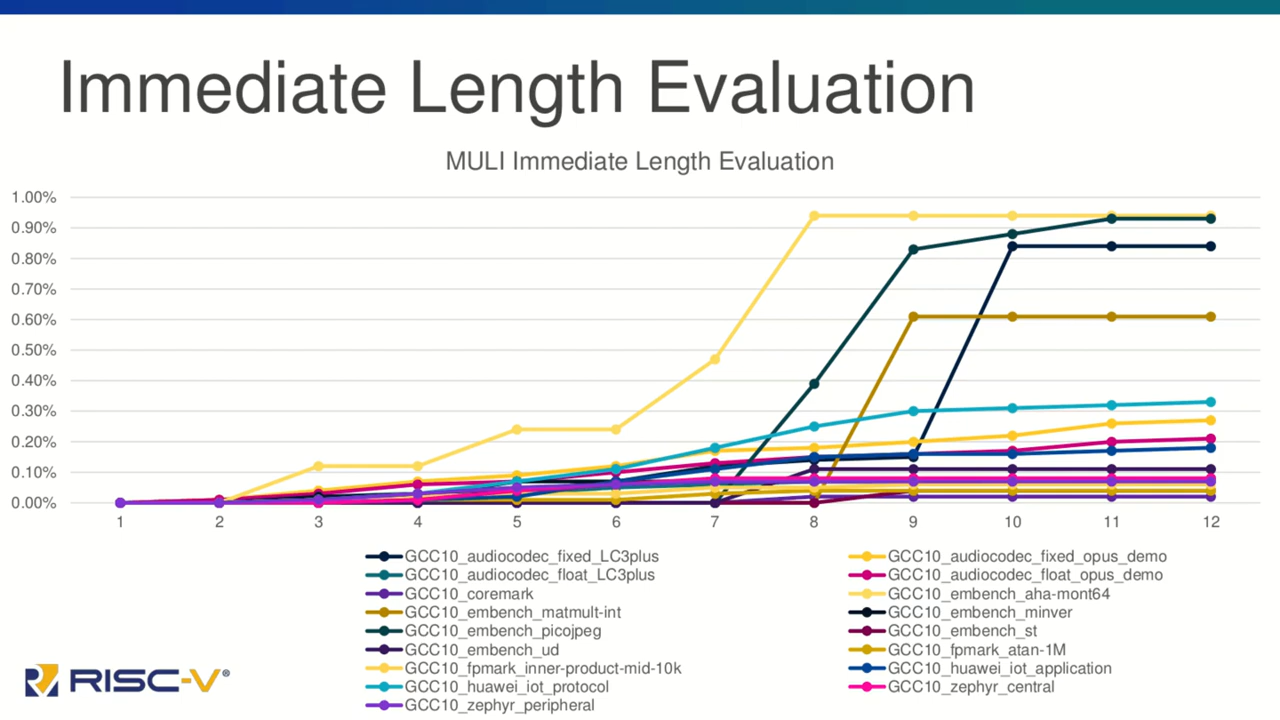 Immediate Length Evaluation
MULI Immediate Length Evaluation
1.00%
0.90%
0.80%
0.70%
0.60%
0.50%
0.40%
0.30%
0.20%
0.10%
0.00%
1 2 3 4 5 6 7 8 9 10 11 12
GCC10_audiocodec_fixed_LC3plus GCC10_audiocodec_fixed_opus_demo
GCC10_audiocodec_float_LC3plus GCC10_audiocodec_float_opus_demo
GCC10_coremark GCC10_embench_aha-mont64
GCC10_embench_matmult-int GCC10_embench_minver
GCC10_embench_picojpeg GCC10_embench_st
GCC10_embench_ud GCC10_fpmark_atan-1M
GCC10_fpmark_inner-product-mid-10k GCC10_huawei_iot_application
GCC10_huawei_iot_protocol GCC10_zephyr_central
GCC10_zephyr_peripheral
RISC-V®